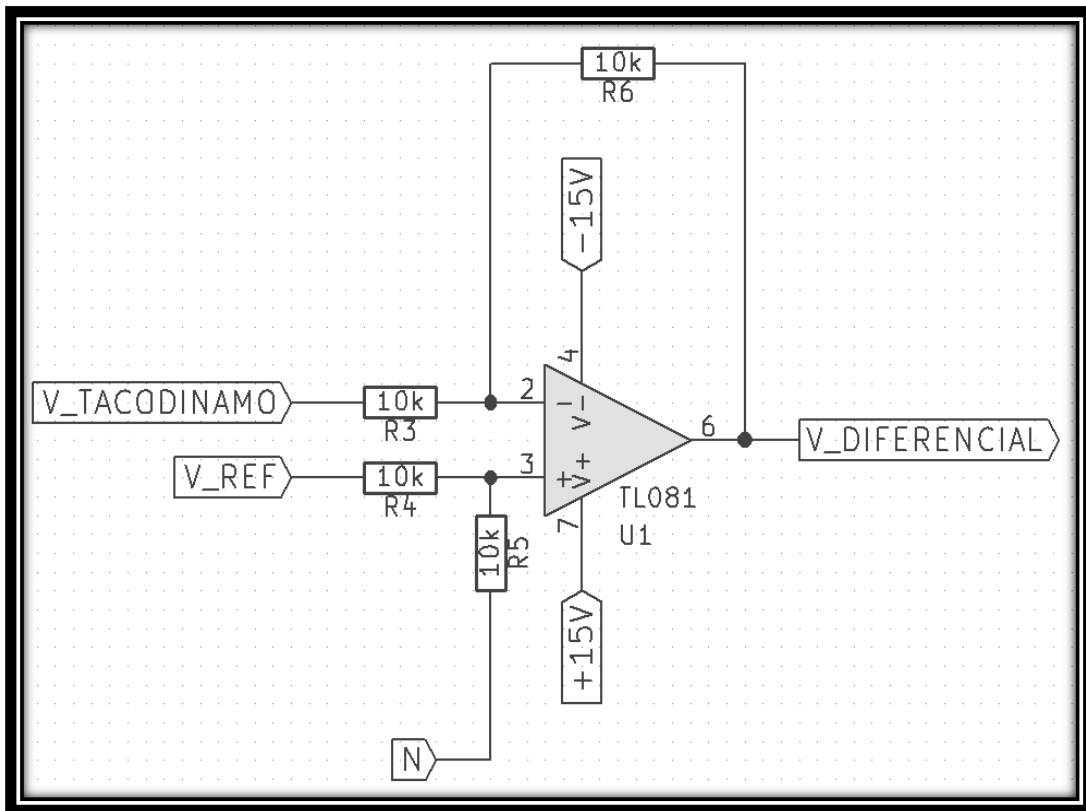 10k
R6
-15V
4
V_TACODINAMO
10k
R3
2
-
V-
6
V_DIFERENCIAL
V_REF
10k
R4
3
+
V+
7
TL081
U1
10k
R5
+15V
N